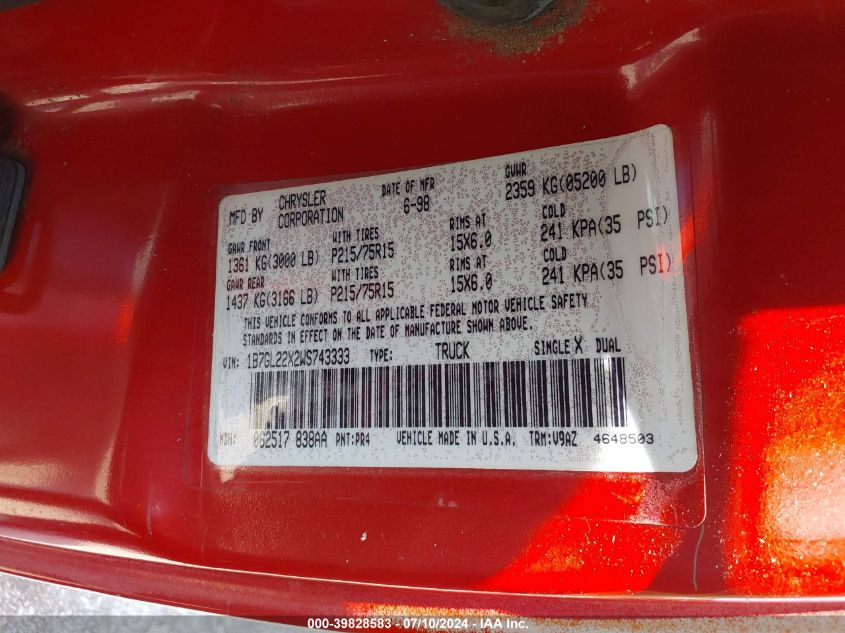 MFD BY CHRYSLER CORPORATION DATE OF MFR 6-98 GVWR 2359 KG(05200 LB)
GAWR FRONT WITH TIRES RIMS AT COLD
1361 KG(3000 LB) P215/75R15 15X6.0 241 KPA(35 PSI)
GAWR REAR WITH TIRES RIMS AT COLD
1437 KG(3166 LB) P215/75R15 15X6.0 241 KPA(35 PSI)
THIS VEHICLE CONFORMS TO ALL APPLICABLE FEDERAL MOTOR VEHICLE SAFETY
STANDARDS IN EFFECT ON THE DATE OF MANUFACTURE SHOWN ABOVE.
VIN: 1B7GL22X2WS743333 TYPE: TRUCK SINGLE X DUAL
MDH: 062517 838AA PNT:PR4 VEHICLE MADE IN U.S.A. TRM:V9AZ 4648503
000-39828583 / 07/10/2024 / IAA Inc.